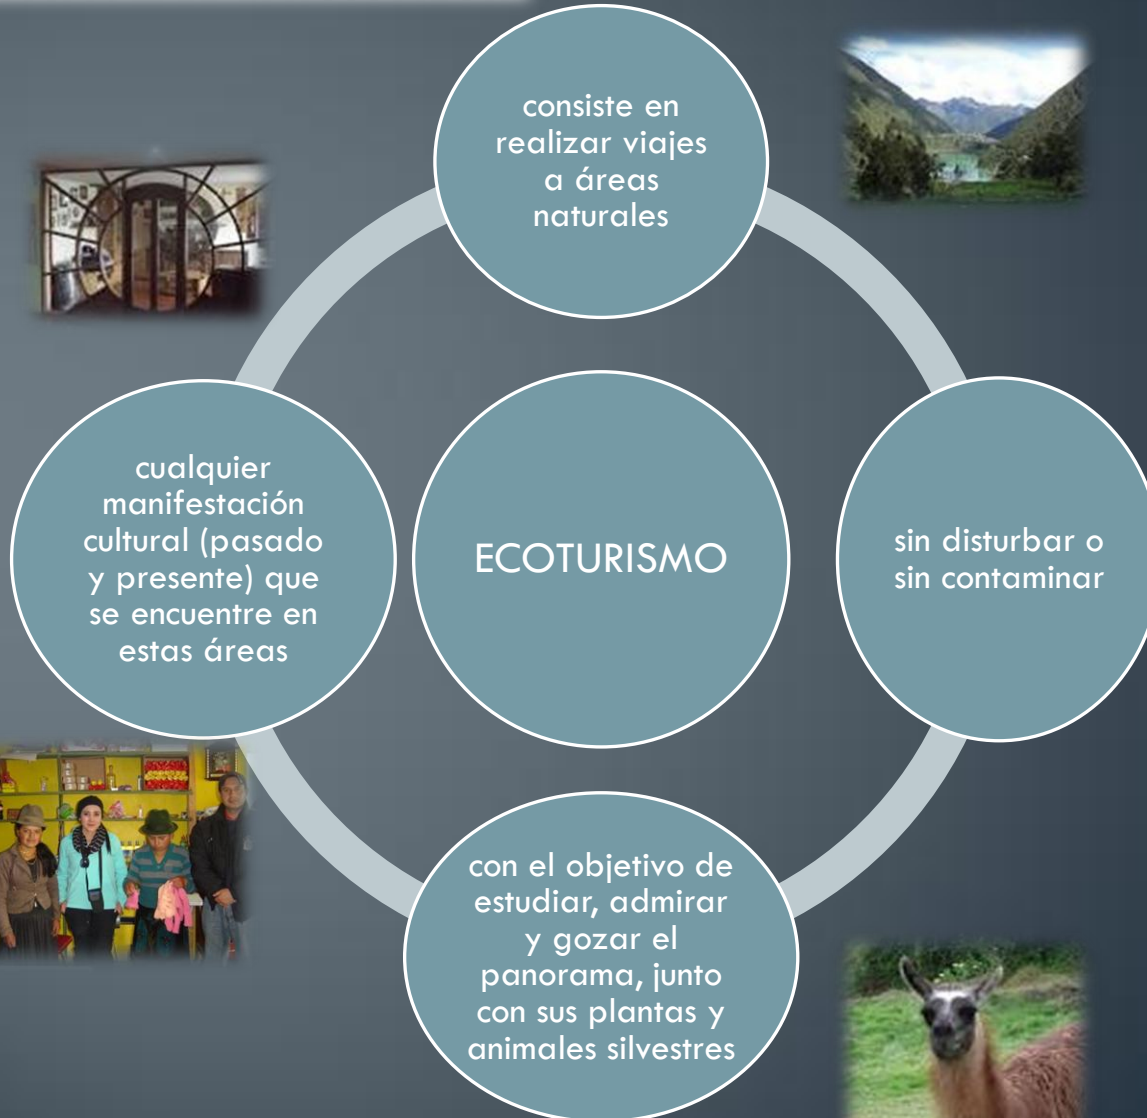 consiste en
realizar viajes
a áreas
naturales
sin disturbar o
sin contaminar
con el objetivo de
estudiar, admirar
y gozar el
panorama, junto
con sus plantas y
animales silvestres
cualquier
manifestación
cultural (pasado
y presente) que
se encuentre en
estas áreas
ECOTURISMO